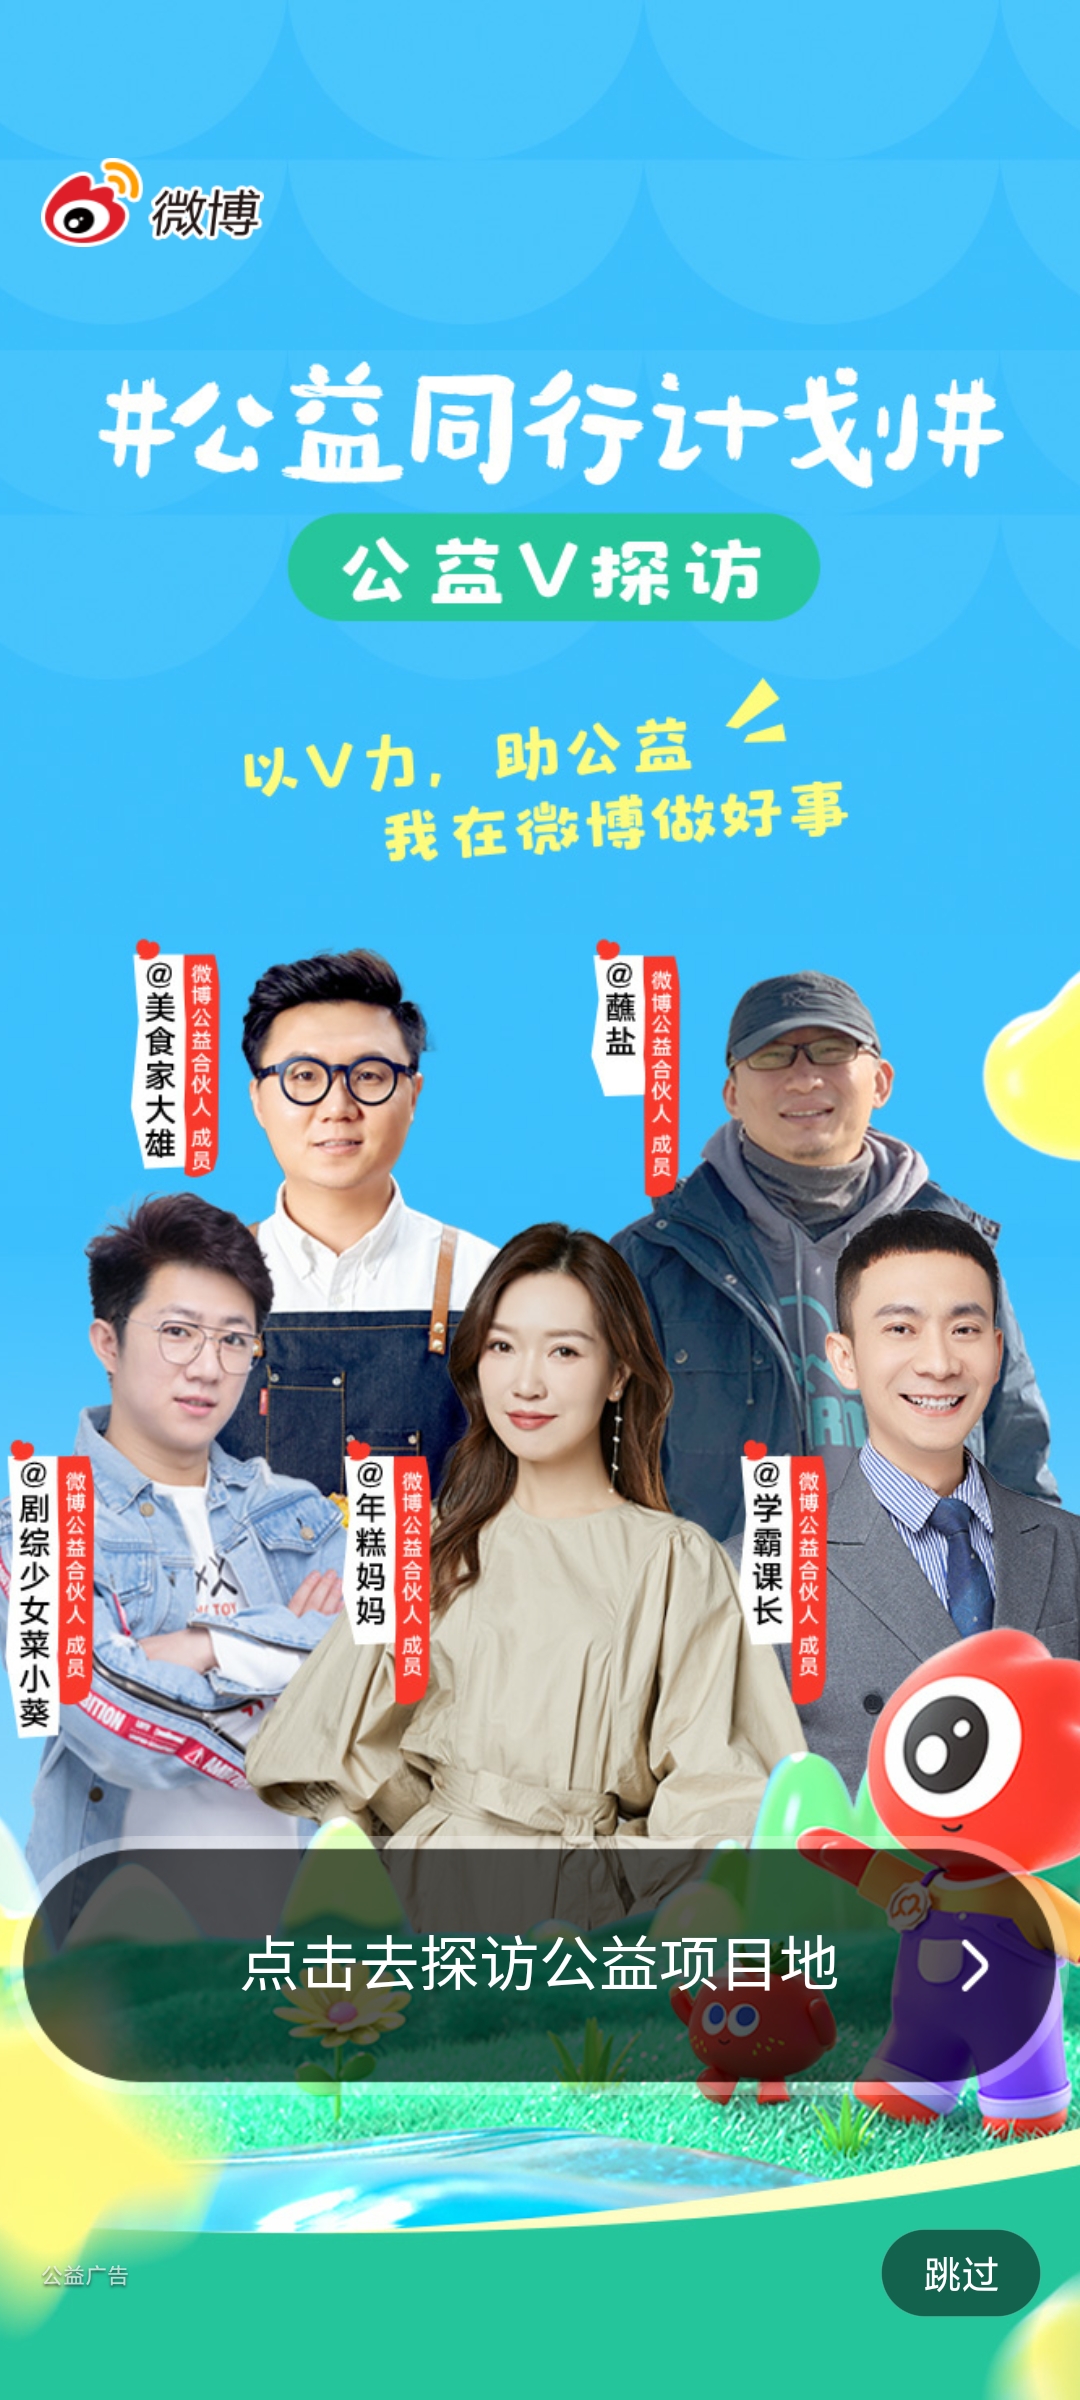 微博
#公益同行计划#
公益V探访
以V力，助公益
我在微博做好事
@美食家大雄
微博公益合伙人 成员
@蘸盐
微博公益合伙人 成员
@剧综少女菜小葵
微博公益合伙人 成员
@年糕妈妈
微博公益合伙人 成员
@学霸课长
微博公益合伙人 成员
点击去探访公益项目地
公益广告
跳过